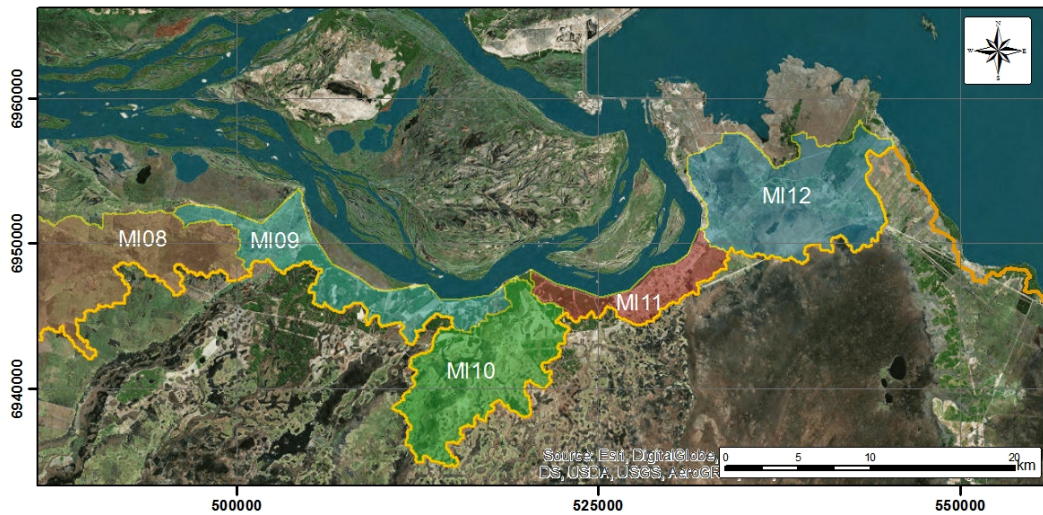 N
W E
S
6960000
6950000
6940000
MI08
MI09
MI10
MI11
MI12
Source: Esri, DigitalGlobe,
DS, USDA, USGS, AeroGR
0 5 10 20
km
500000 525000 550000